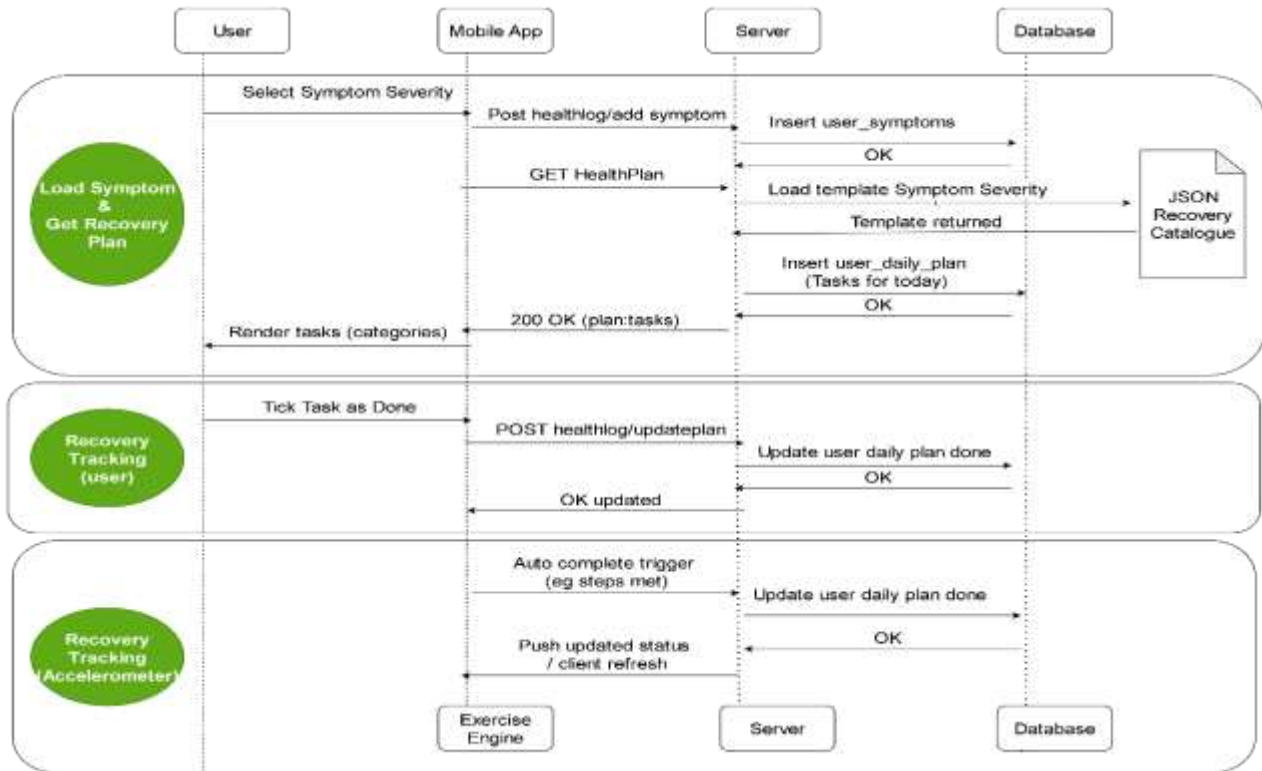 User
Mobile App
Server
Database
Select Symptom Severity
Post healthlog/add symptom
Insert user_symptoms
OK
Load Symptom
&
Get Recovery
Plan
GET HealthPlan
Load template Symptom Severity
Template returned
JSON
Recovery
Catalogue
Insert user_daily_plan
(Tasks for today)
OK
200 OK (plan:tasks)
Render tasks (categories)
Tick Task as Done
Recovery
Tracking
(user)
POST healthlog/updateplan
Update user daily plan done
OK
OK updated
Auto complete trigger
(eg steps met)
Update user daily plan done
Recovery
Tracking
(Accelerometer)
OK
Push updated status
/ client refresh
Exercise
Engine
Server
Database